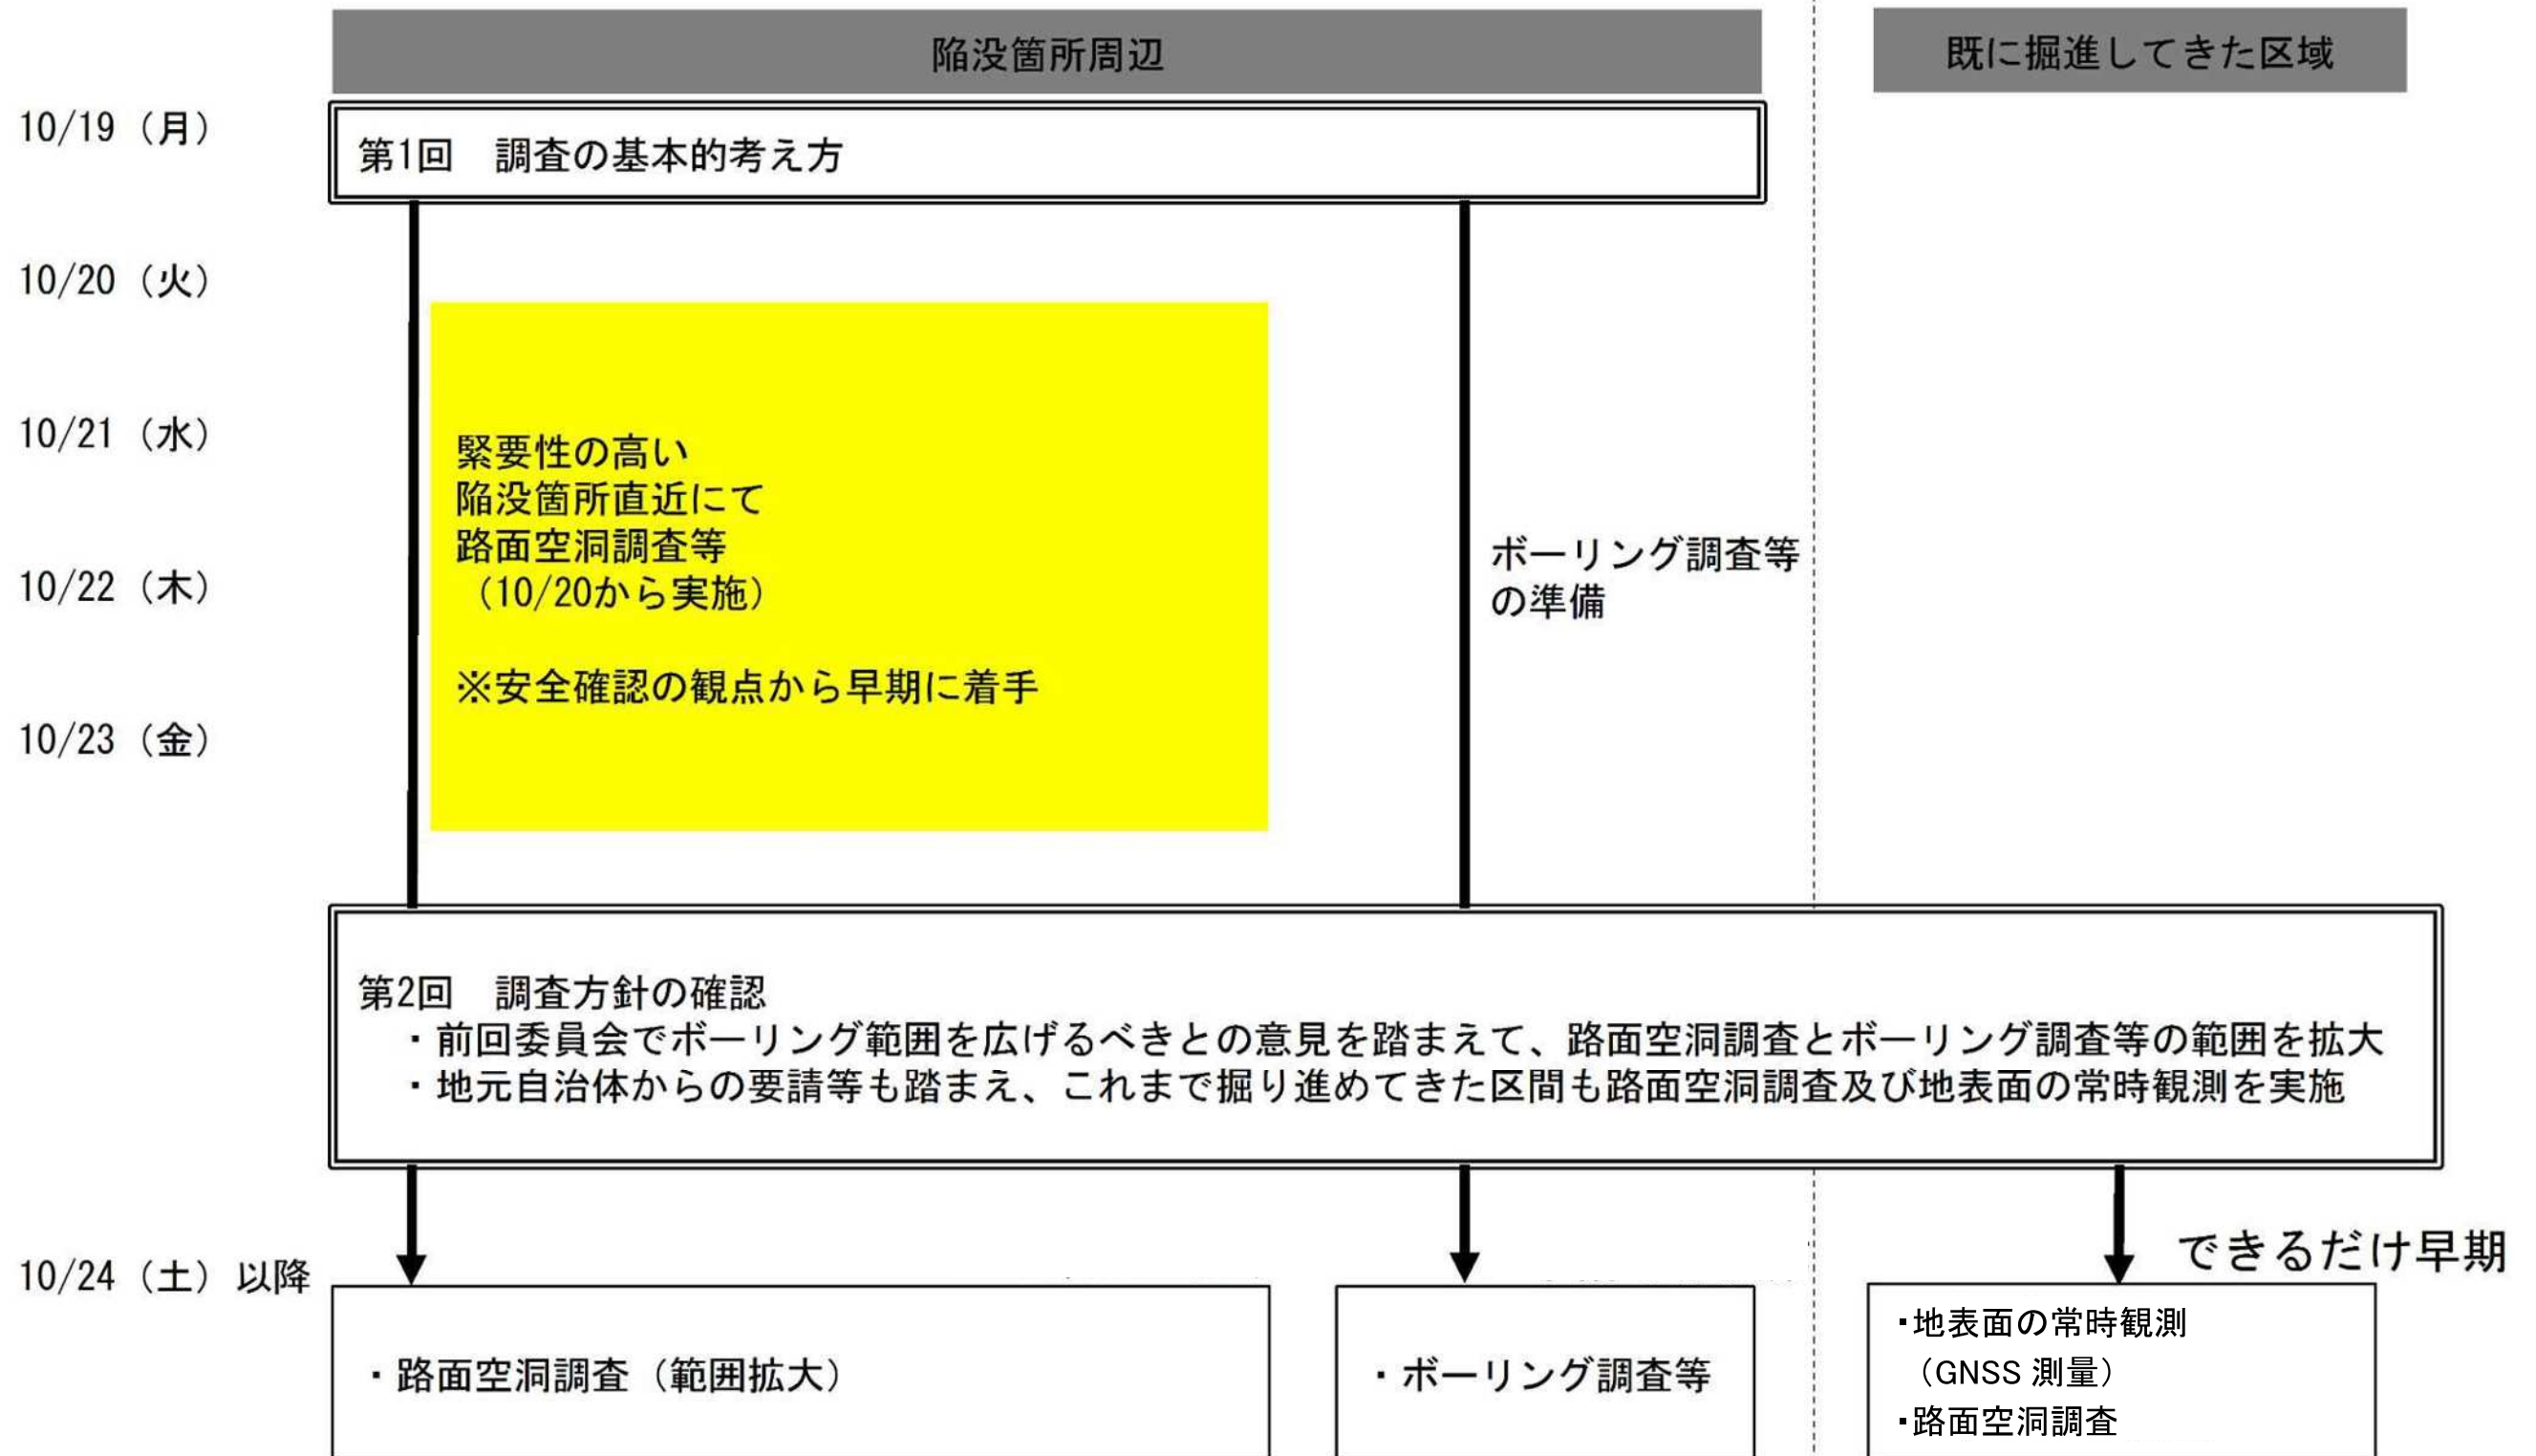 陥没箇所周辺
既に掘進してきた区域
10/19（月）
第1回　調査の基本的考え方
10/20（火）
10/21（水）
緊要性の高い
陥没箇所直近にて
路面空洞調査等
（10/20から実施）
※安全確認の観点から早期に着手
ボーリング調査等
の準備
10/22（木）
10/23（金）
第2回　調査方針の確認
・前回委員会でボーリング範囲を広げるべきとの意見を踏まえて、路面空洞調査とボーリング調査等の範囲を拡大
・地元自治体からの要請等も踏まえ、これまで掘り進めてきた区間も路面空洞調査及び地表面の常時観測を実施
できるだけ早期
10/24（土）以降
・路面空洞調査（範囲拡大）
・ボーリング調査等
・地表面の常時観測
（GNSS 測量）
・路面空洞調査